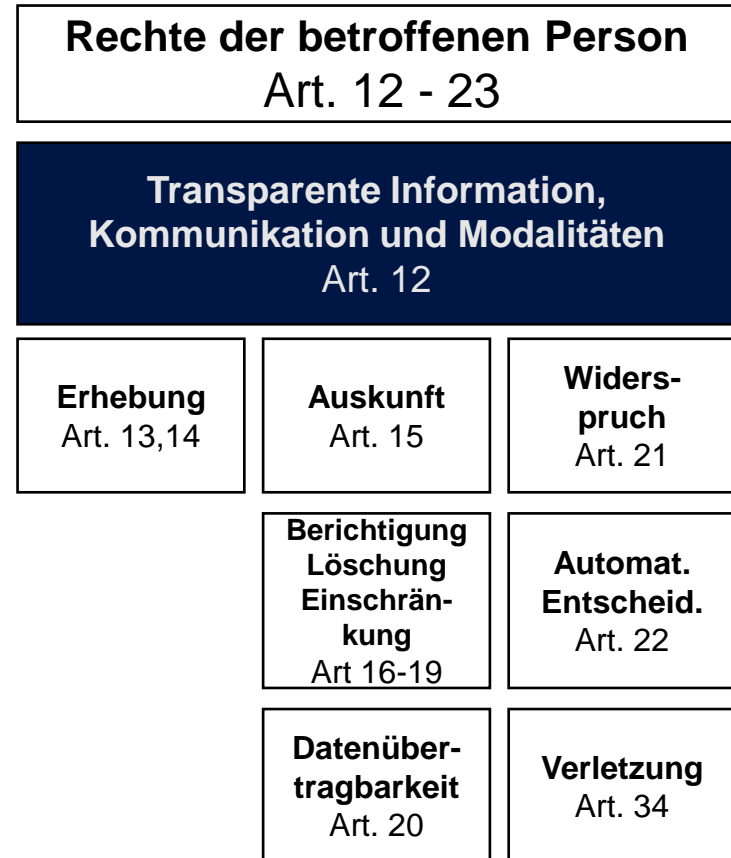 Rechte der betroffenen Person
Art. 12 - 23
Transparente Information,
Kommunikation und Modalitäten
Art. 12
Erhebung
Art. 13,14
Auskunft
Art. 15
Widers-
pruch
Art. 21
Berichtigung
Löschung
Einschrän-
kung
Art 16-19
Automat.
Entscheid.
Art. 22
Datenüber-
tragbarkeit
Art. 20
Verletzung
Art. 34